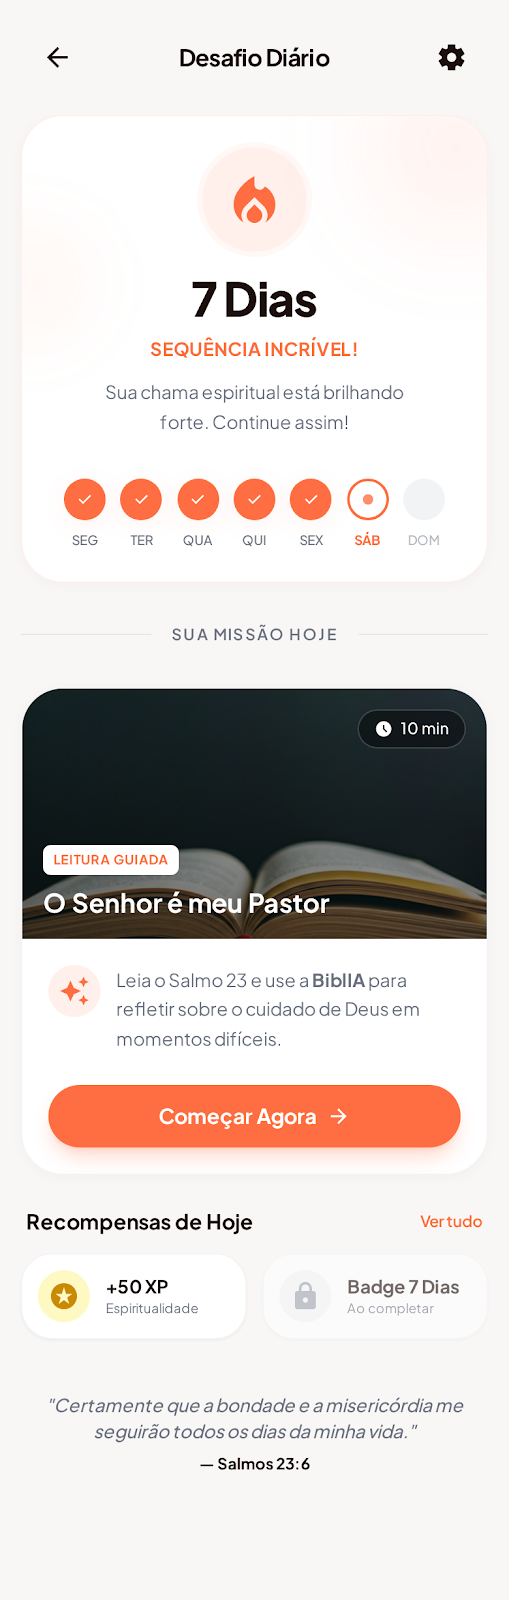 Desafio Diário
7 Dias
SEQUÊNCIA INCRÍVEL!
Sua chama espiritual está brilhando
forte. Continue assim!
SEG TER QUA QUI SEX SÁB DOM
SUA MISSÃO HOJE
10 min
LEITURA GUIADA
O Senhor é meu Pastor
Leia o Salmo 23 e use a BiblIA para
refletir sobre o cuidado de Deus em
momentos difíceis.
Começar Agora
Recompensas de Hoje
Ver tudo
+50 XP
Espiritualidade
Badge 7 Dias
Ao completar
"Certamente que a bondade e a misericórdia me
seguirão todos os dias da minha vida."
— Salmos 23:6